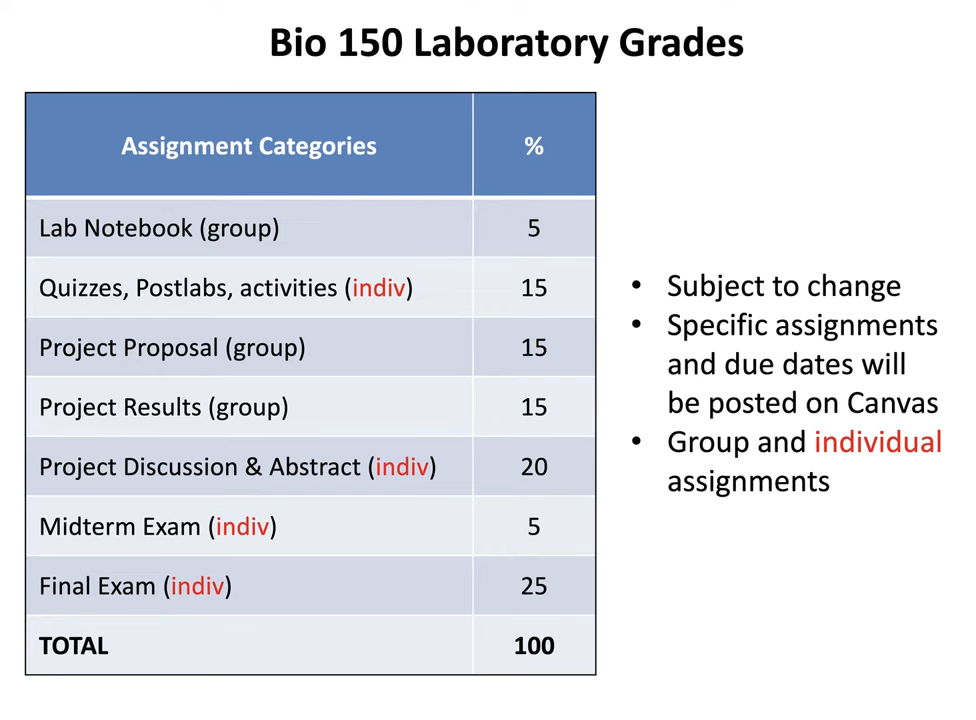 Bio 150 Laboratory Grades
Assignment Categories %
Lab Notebook (group) 5
Quizzes, Postlabs, activities (indiv) 15
Project Proposal (group) 15
Project Results (group) 15
Project Discussion & Abstract (indiv) 20
Midterm Exam (indiv) 5
Final Exam (indiv) 25
TOTAL 100
• Subject to change
• Specific assignments
and due dates will
be posted on Canvas
• Group and individual
assignments